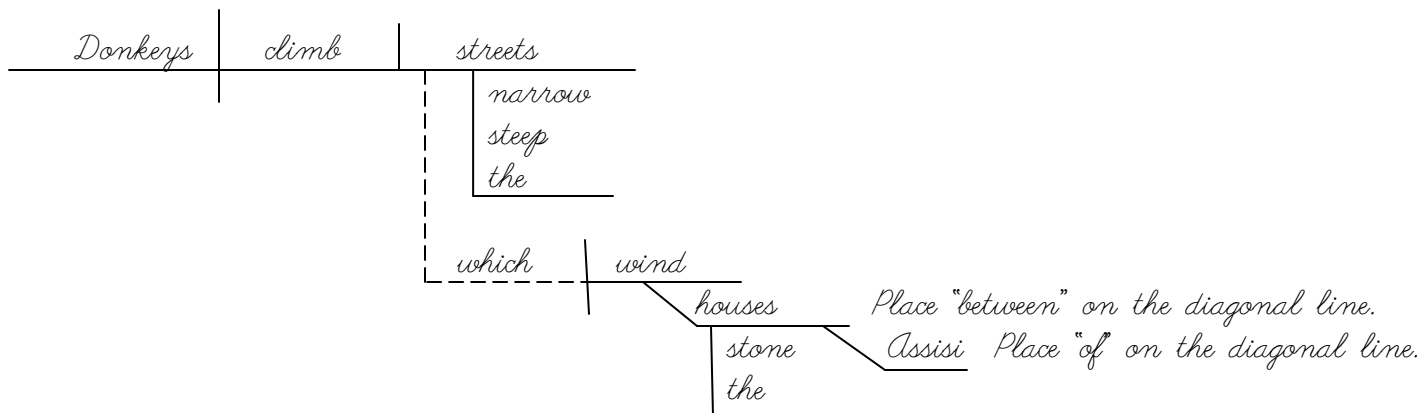 Donkeys climb streets
narrow
steep
the
which wind
houses Place “between” on the diagonal line.
stone Assisi Place “of” on the diagonal line.
the